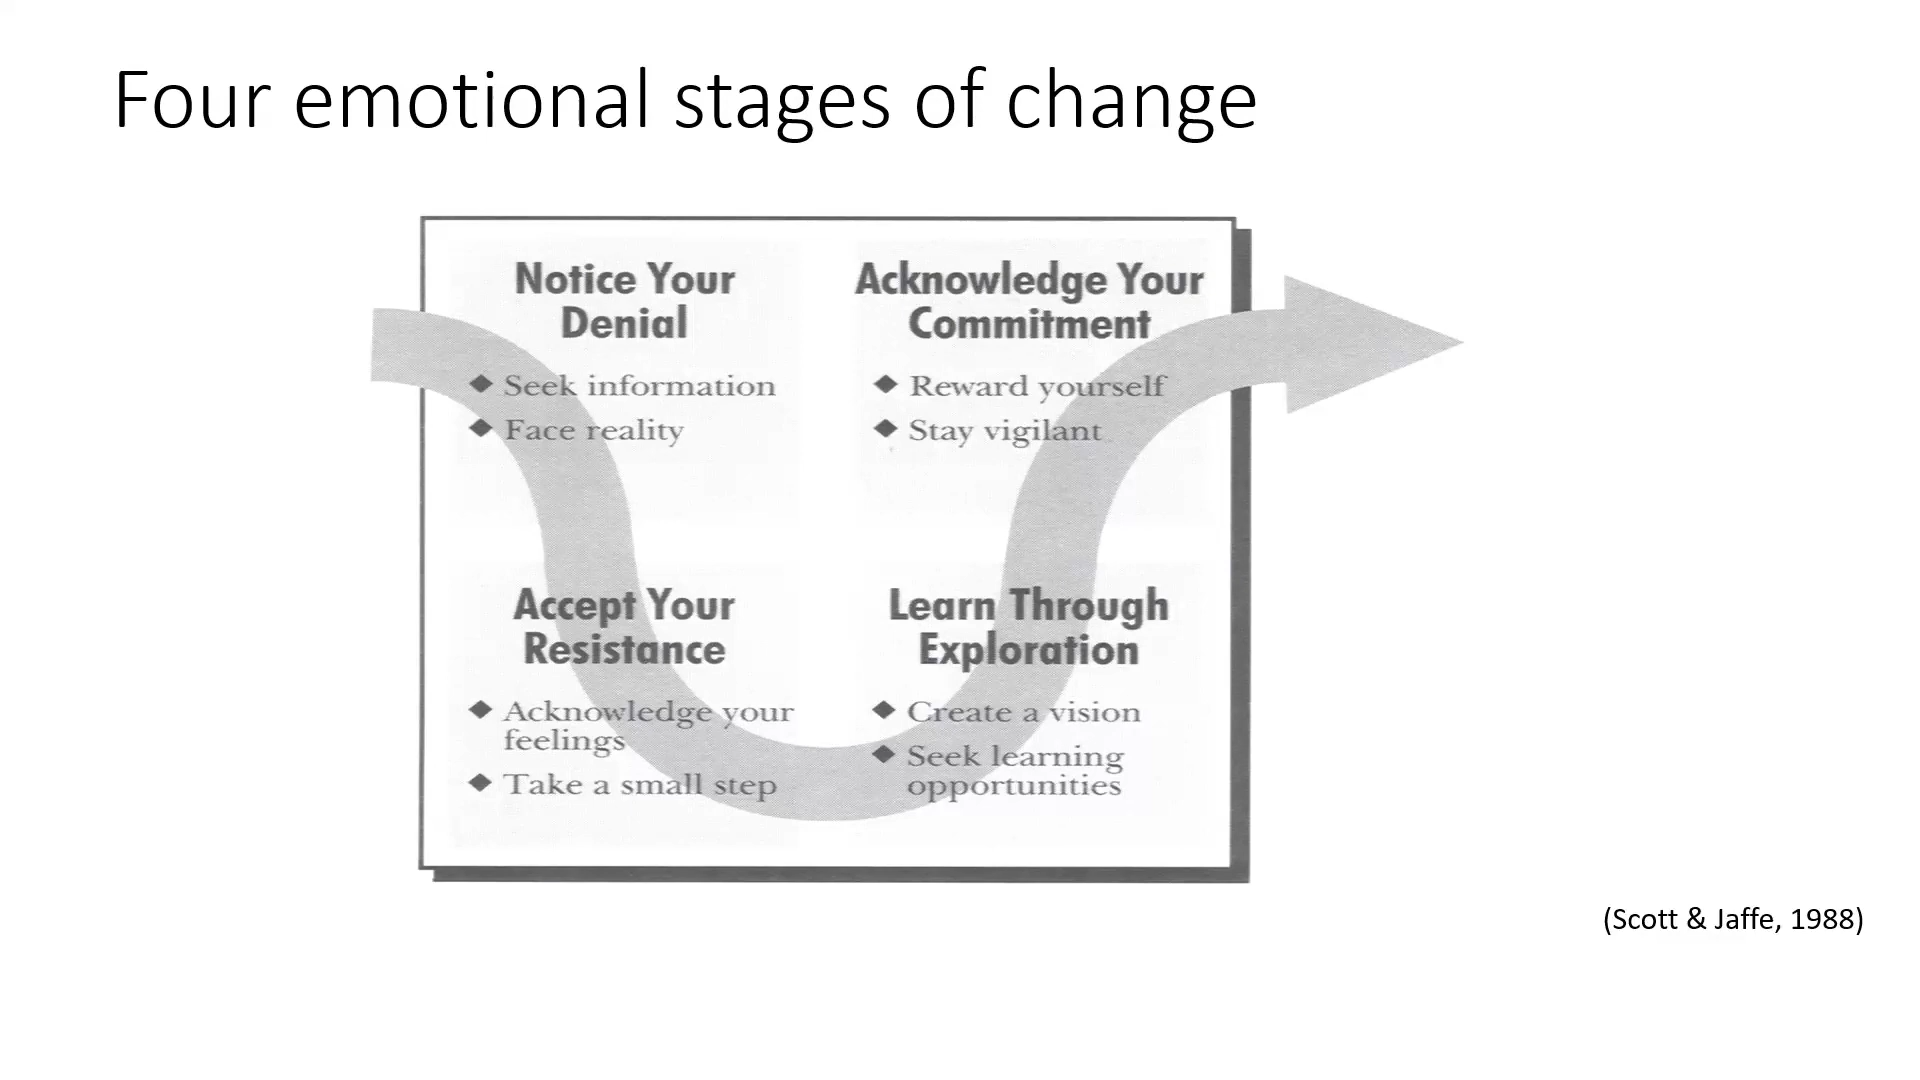 Four emotional stages of change
Notice Your
Denial
◆ Seek information
◆ Face reality
Acknowledge Your
Commitment
◆ Reward yourself
◆ Stay vigilant
Accept Your
Resistance
◆ Acknowledge your
feelings
◆ Take a small step
Learn Through
Exploration
◆ Create a vision
◆ Seek learning
opportunities
(Scott & Jaffe, 1988)